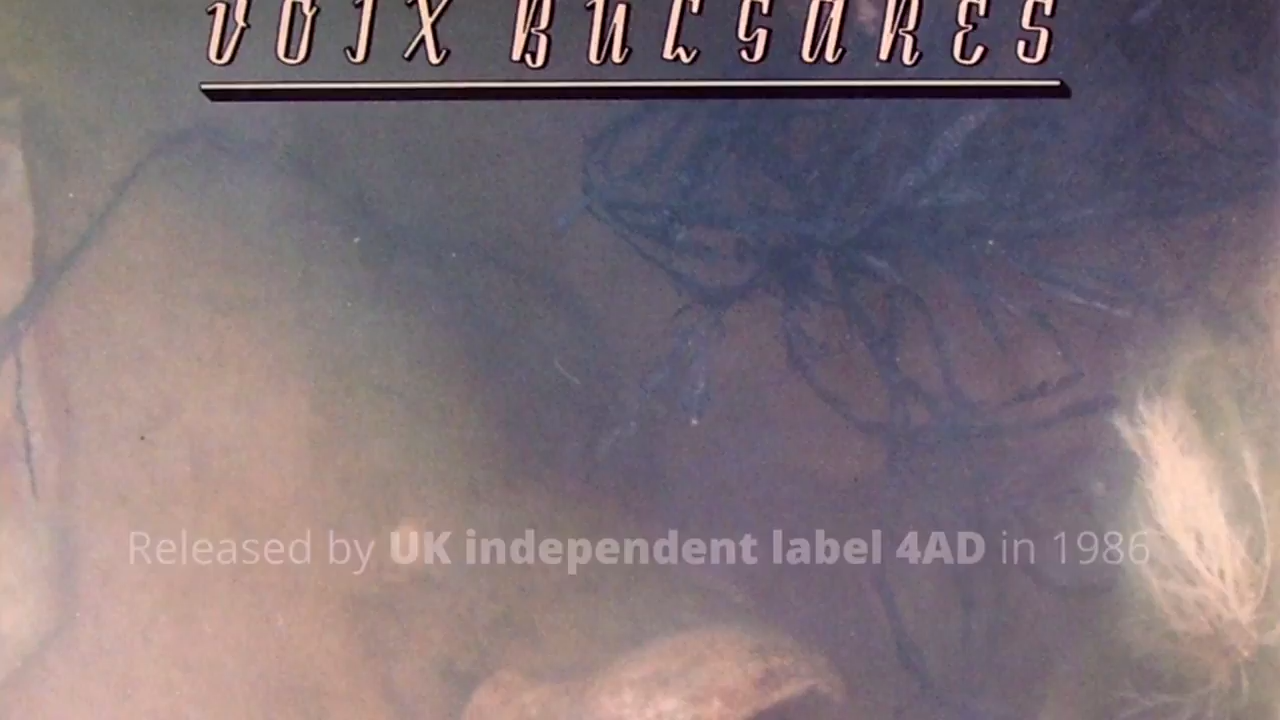 VOIX BULGARES
Released by UK independent label 4AD in 1986